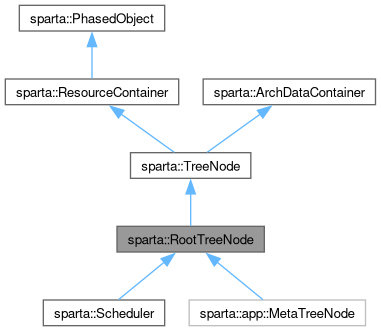 sparta::PhasedObject
sparta::ResourceContainer
sparta::ArchDataContainer
sparta::TreeNode
sparta::RootTreeNode
sparta::Scheduler
sparta::app::MetaTreeNode